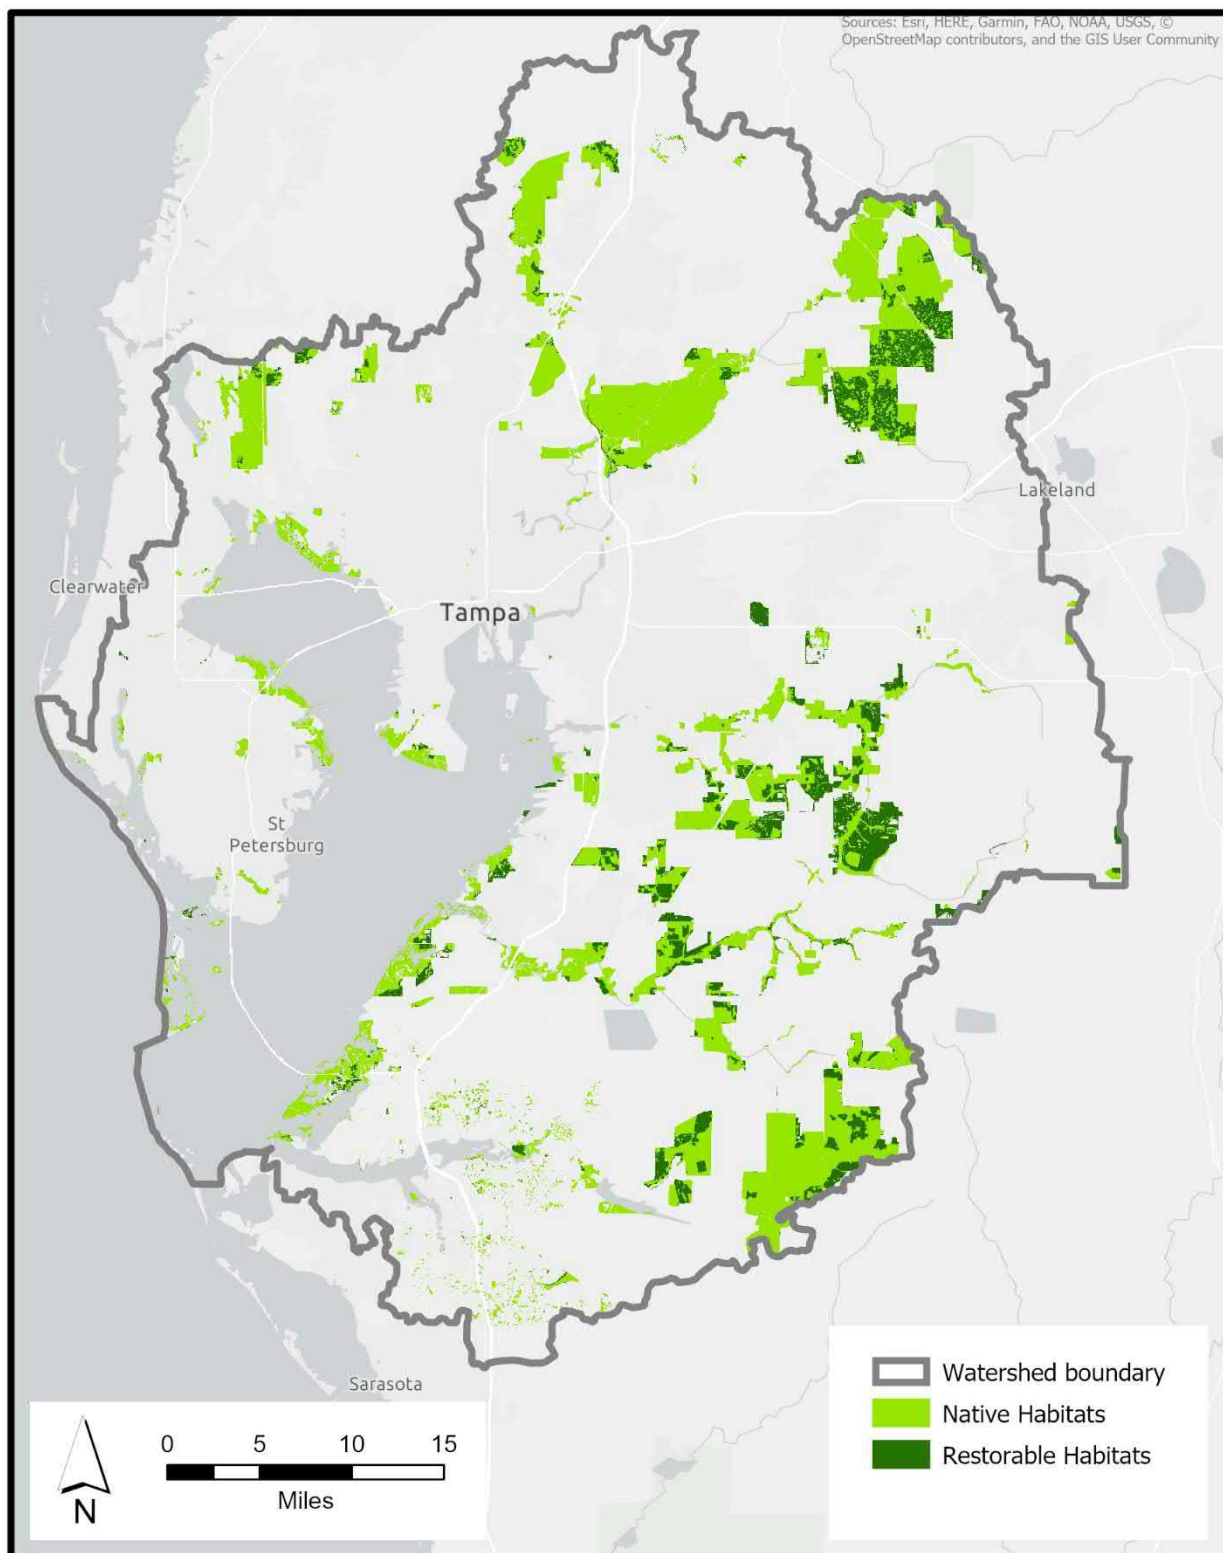 Sources: Esri, HERE, Garmin, FAO, NOAA, USGS, ©
OpenStreetMap contributors, and the GIS User Community
Lakeland
Clearwater
Tampa
St
Petersburg
Sarasota
Watershed boundary
Native Habitats
Restorable Habitats
0 5 10 15
Miles
N